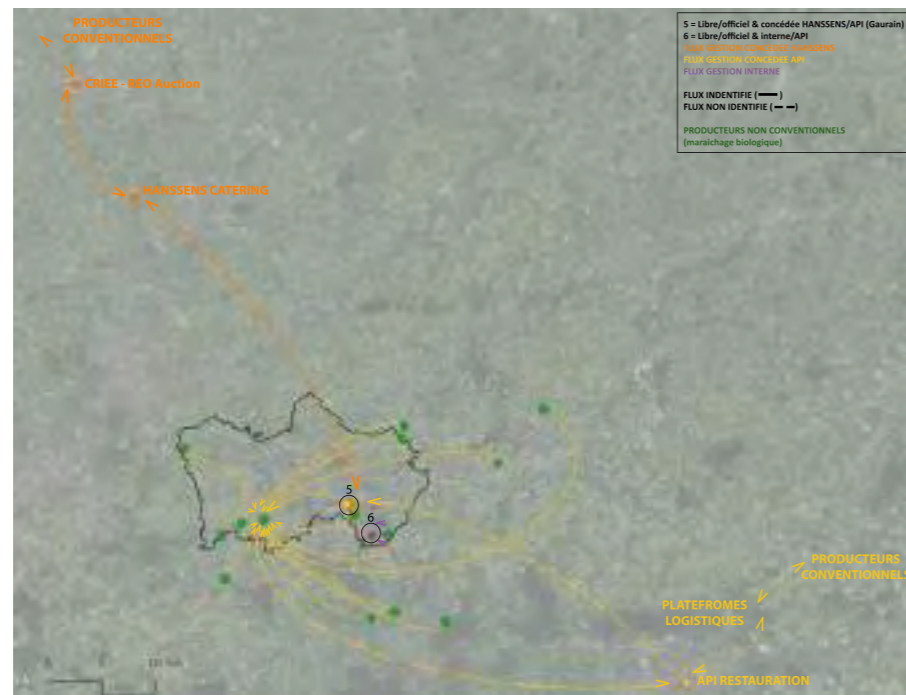 PRODUCTEURS
CONVENTIONNELS
CRIEE - REO Auction
HANSSENS CATERING
5 = Libre/officiel & concédée HANSSENS/API (Gaurain)
6 = Libre/officiel & interne/API
FLUX GESTION CONCEDEE HANSSENS
FLUX GESTION CONCEDEE API
FLUX GESTION INTERNE
FLUX INDENTIFIE ( )
FLUX NON IDENTIFIE ( )
PRODUCTEURS NON CONVENTIONNELS
(maraichage biologique)
5
6
PRODUCTEURS
CONVENTIONNELS
PLATEFROMES
LOGISTIQUES
API RESTAURATION